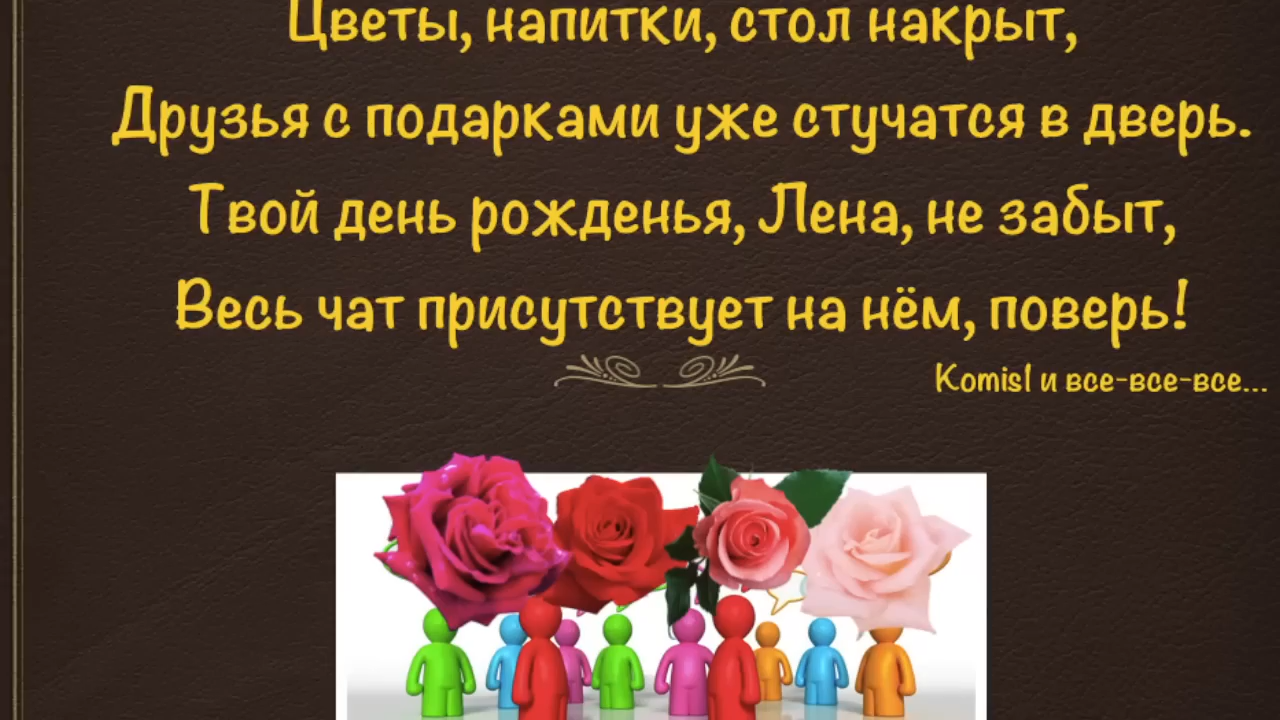 Цветы, напитки, стол накрыт,
Друзья с подарками уже стучатся в дверь.
Твой день рожденья, Лена, не забыт,
Весь чат присутствует на нём, поверь!
Komis1 и все-все-все...